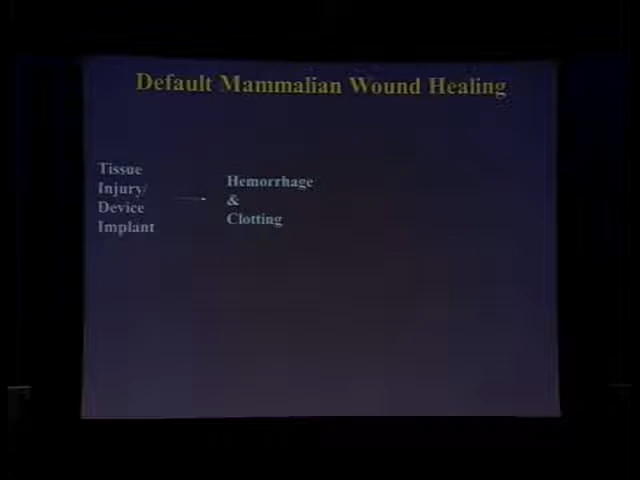 Default Mammalian Wound Healing
Tissue
Injury/
Device
Implant
Hemorrhage
&
Clotting